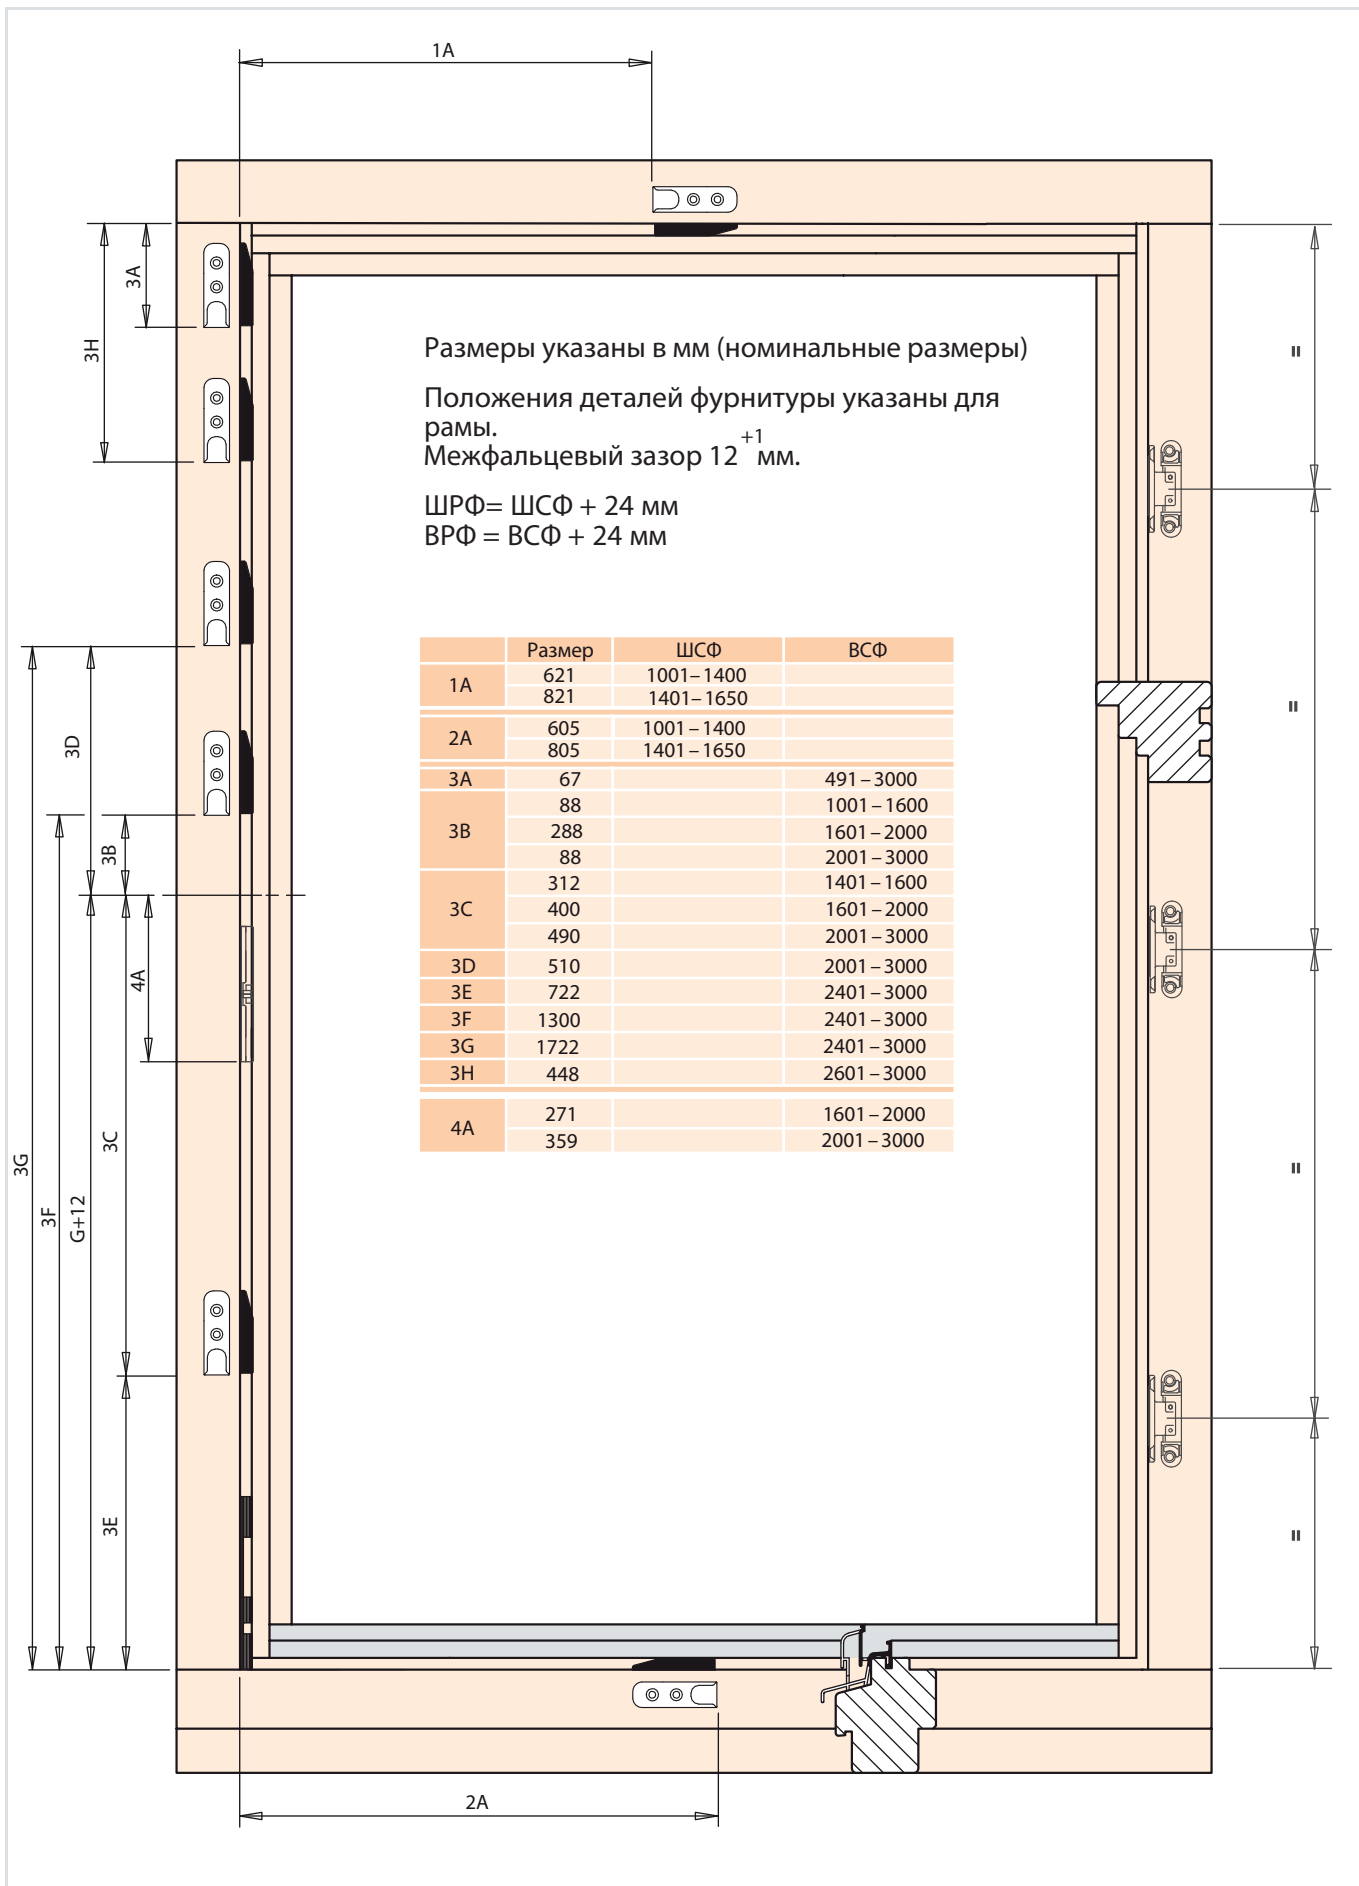 1A
3A
3H
Размеры указаны в мм (номинальные размеры)
Положения деталей фурнитуры указаны для
рамы.
Межфальцевый зазор 12 +1 мм.
ШРФ= ШСФ + 24 мм
ВРФ = ВСФ + 24 мм
Размер ШСФ ВСФ
1A 621 1001–1400
821 1401–1650
2A 605 1001–1400
805 1401–1650
3A 67 491–3000
3B 88 1001–1600
288 1601–2000
88 2001–3000
3C 312 1401–1600
400 1601–2000
490 2001–3000
3D 510 2001–3000
3E 722 2401–3000
3F 1300 2401–3000
3G 1722 2401–3000
3H 448 2601–3000
4A 271 1601–2000
359 2001–3000
3D
3B
4A
3C
3G
3F
G+12
3E
2A
=
=
=
=